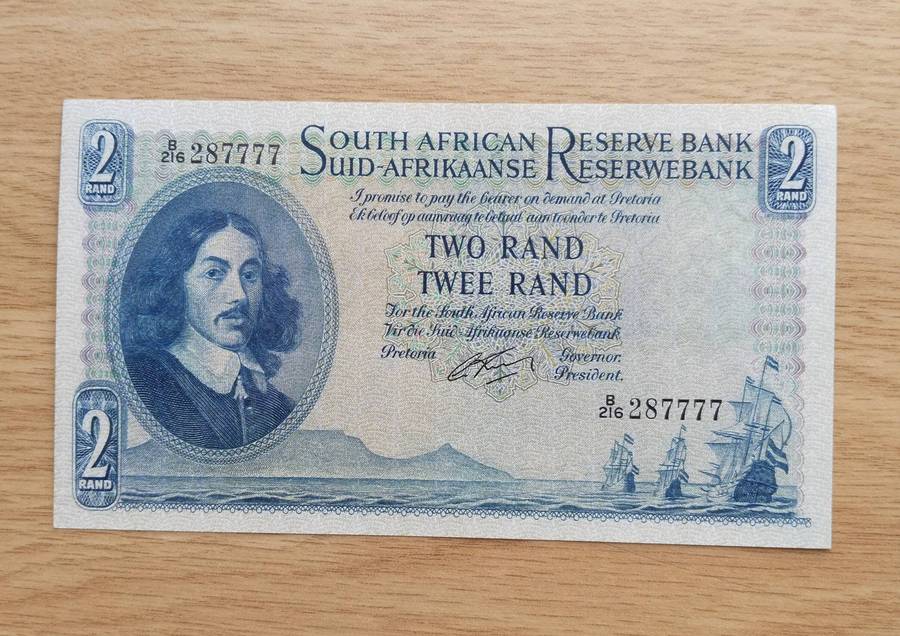 2
RAND
B/216 287777
SOUTH AFRICAN RESERVE BANK
SUID-AFRIKAANSE RESERWEBANK
2
RAND
I promise to pay the bearer on demand at Pretoria
Ek beloof op aanvraag te betaal aan toonder te Pretoria
TWO RAND
TWEE RAND
For the South African Reserve Bank
Vir die Suid-Afrikaanse Reserwebank
Pretoria Governor.
President.
B/216 287777
2
RAND